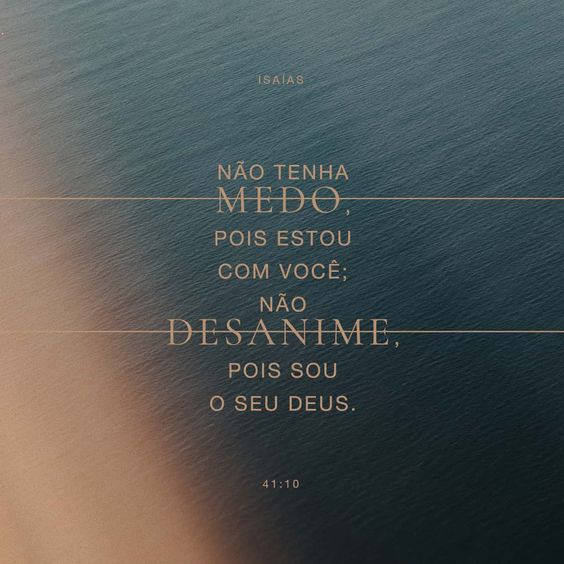 ISAÍAS
NÃO TENHA
MEDO,
POIS ESTOU
COM VOCÊ;
NÃO
DESANIME,
POIS SOU
O SEU DEUS.
41:10